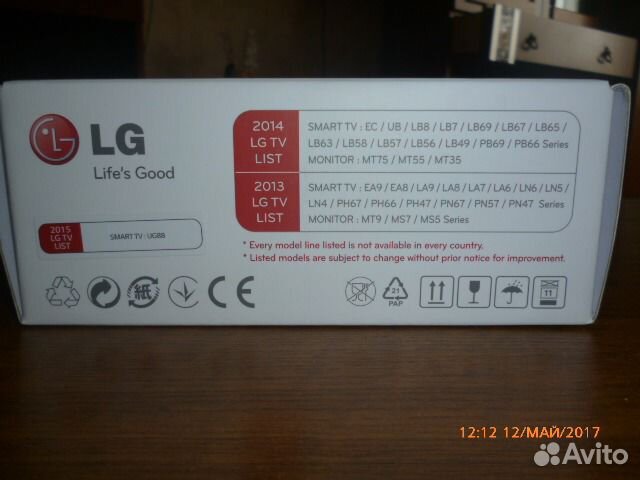 LG
Life's Good
2014
LG TV
LIST
SMART TV : EC / UB / LB8 / LB7 / LB69 / LB67 / LB65 /
LB63 / LB58 / LB57 / LB56 / LB49 / PB69 / PB66 Series
MONITOR : MT75 / MT55 / MT35
2013
LG TV
LIST
SMART TV : EA9 / EA8 / LA9 / LA8 / LA7 / LA6 / LN6 / LN5 /
LN4 / PH67 / PH66 / PH47 / PN67 / PN57 / PN47 Series
MONITOR : MT9 / MS7 / MS5 Series
2015
LG TV
LIST
SMART TV : UG88
* Every model line listed is not available in every country.
* Listed models are subject to change without prior notice for improvement.
紙
CE
21
PAP
11
12:12 12/МАЙ/2017
Avito